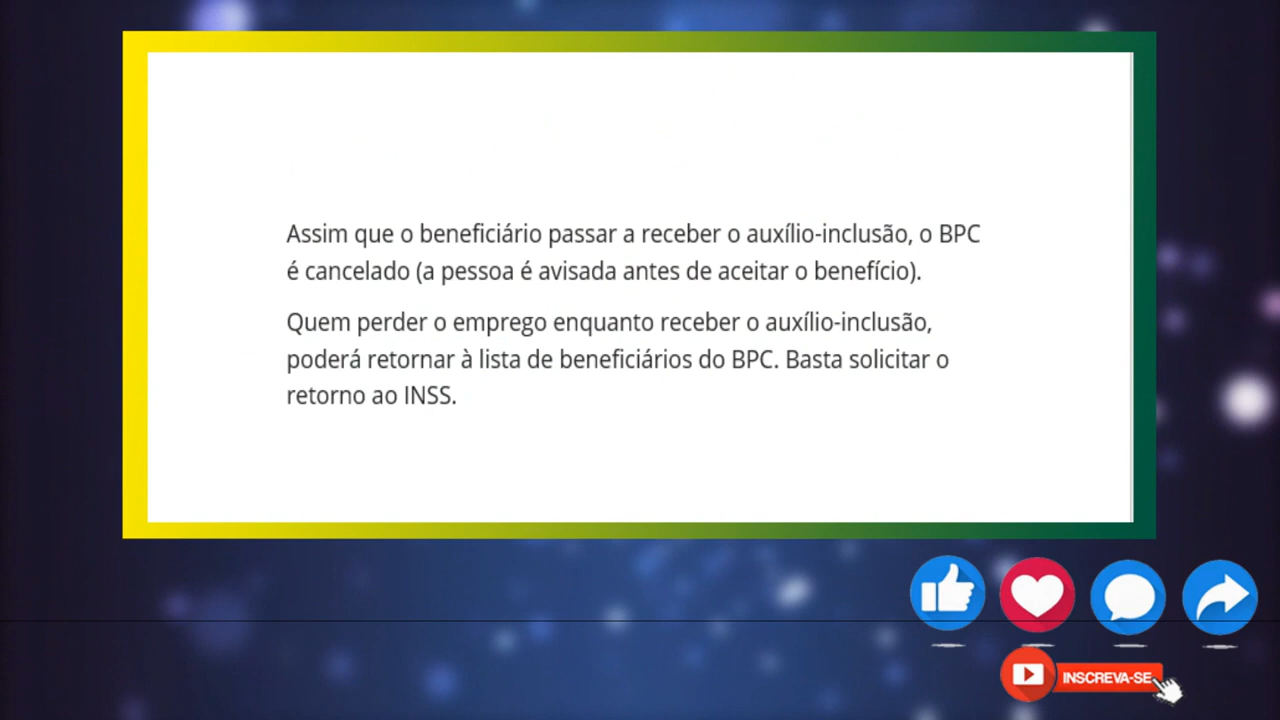 Assim que o beneficiário passar a receber o auxílio-inclusão, o BPC
é cancelado (a pessoa é avisada antes de aceitar o benefício).
Quem perder o emprego enquanto receber o auxílio-inclusão,
poderá retornar à lista de beneficiários do BPC. Basta solicitar o
retorno ao INSS.
INSCREVA-SE